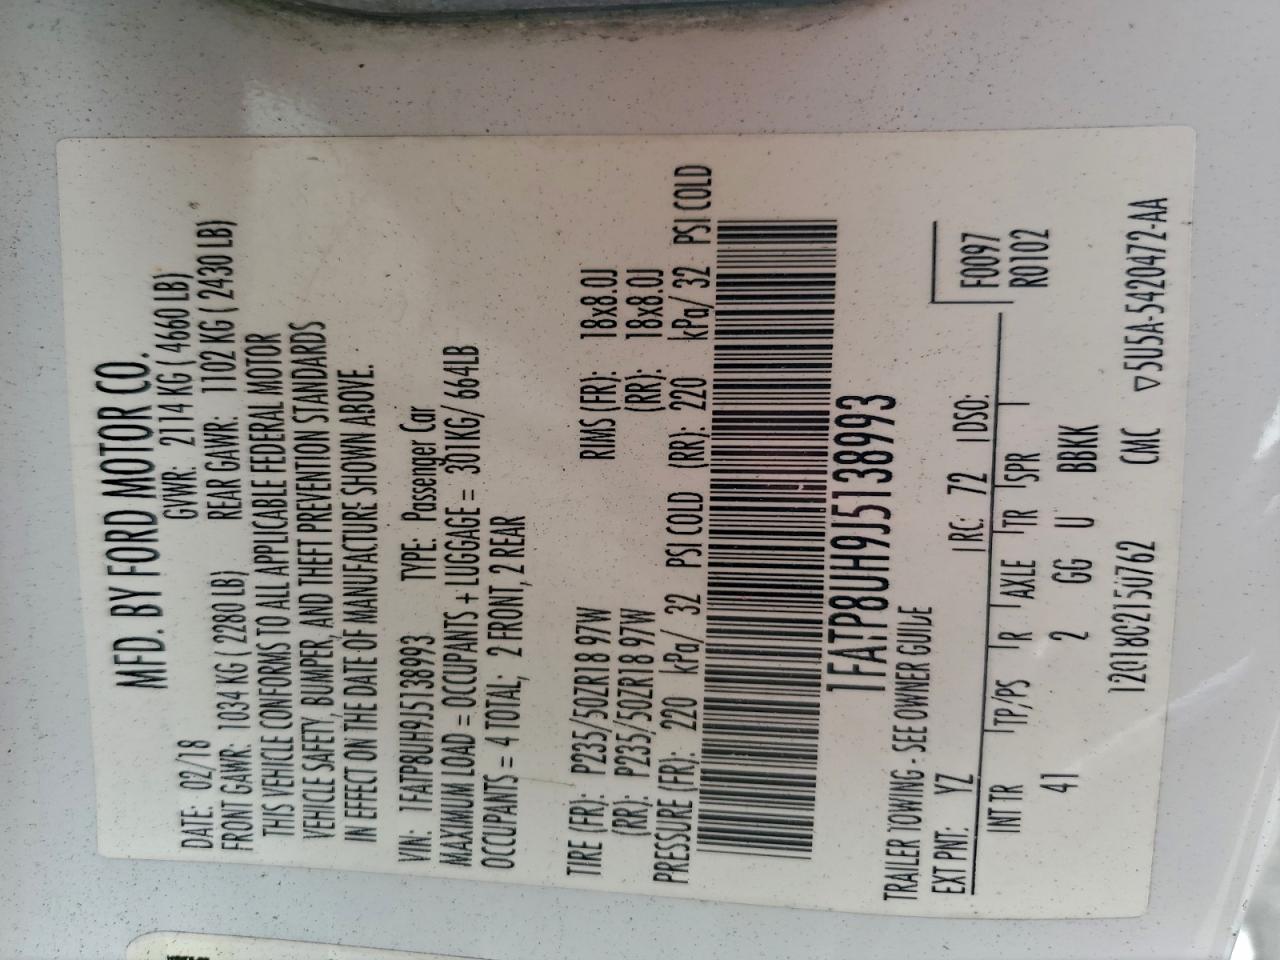 MFD. BY FORD MOTOR CO.
DATE: 02/18 GVWR: 2114 KG ( 4660 LB)
FRONT GAWR: 1034 KG ( 2280 LB) REAR GAWR: 1102 KG ( 2430 LB)
THIS VEHICLE CONFORMS TO ALL APPLICABLE FEDERAL MOTOR
VEHICLE SAFETY, BUMPER, AND THEFT PREVENTION STANDARDS
IN EFFECT ON THE DATE OF MANUFACTURE SHOWN ABOVE.
VIN: 1FATP8UH9J5138993 TYPE: Passenger Car
MAXIMUM LOAD = OCCUPANTS + LUGGAGE = 301KG/ 664LB
OCCUPANTS = 4 TOTAL; 2 FRONT, 2 REAR
TIRE (FR): P235/50ZR18 97W RMS (FR): 18x8.0J
(RR): P235/50ZR18 97W (RR): 18x8.0J
PRESSURE (FR): 220 kPa/ 32 PSI COLD (RR): 220 kPa/ 32 PSI COLD
1FATP8UH9J5138993
TRAILER TOWING - SEE OWNER GUIDE
EXT PNT: YZ RC: 72 DSO:
F0097
R0102
INT TR TP/PS R AXLE TR SPR
41 2 GG U BBKK
1201802150762 CMC ▽5U5A-5420472-AA